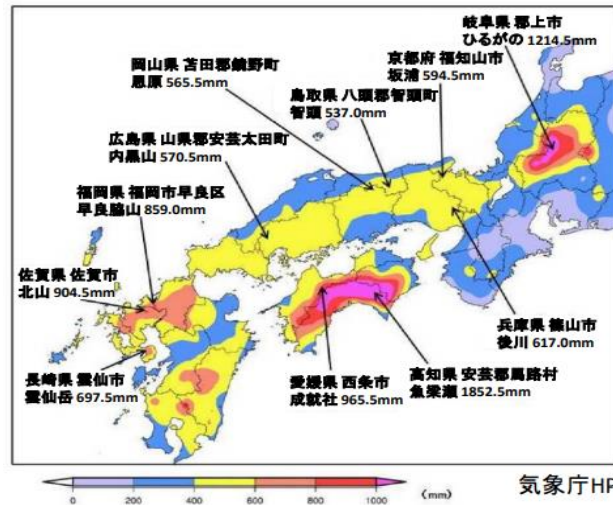 岐阜県 郡上市
ひるがの 1214.5mm
岡山県 苫田郡鏡野町
恩原 565.5mm
京都府 福知山市
坂浦 594.5mm
鳥取県 八頭郡智頭町
智頭 537.0mm
広島県 山県郡安芸太田町
内黒山 570.5mm
福岡県 福岡市早良区
早良脇山 859.0mm
佐賀県 佐賀市
北山 904.5mm
兵庫県 篠山市
後川 617.0mm
長崎県 雲仙市
雲仙岳 697.5mm
愛媛県 西条市
成就社 965.5mm
高知県 安芸郡馬路村
魚梁瀬 1852.5mm
0 200 400 600 800 1000 (mm)
気象庁HP